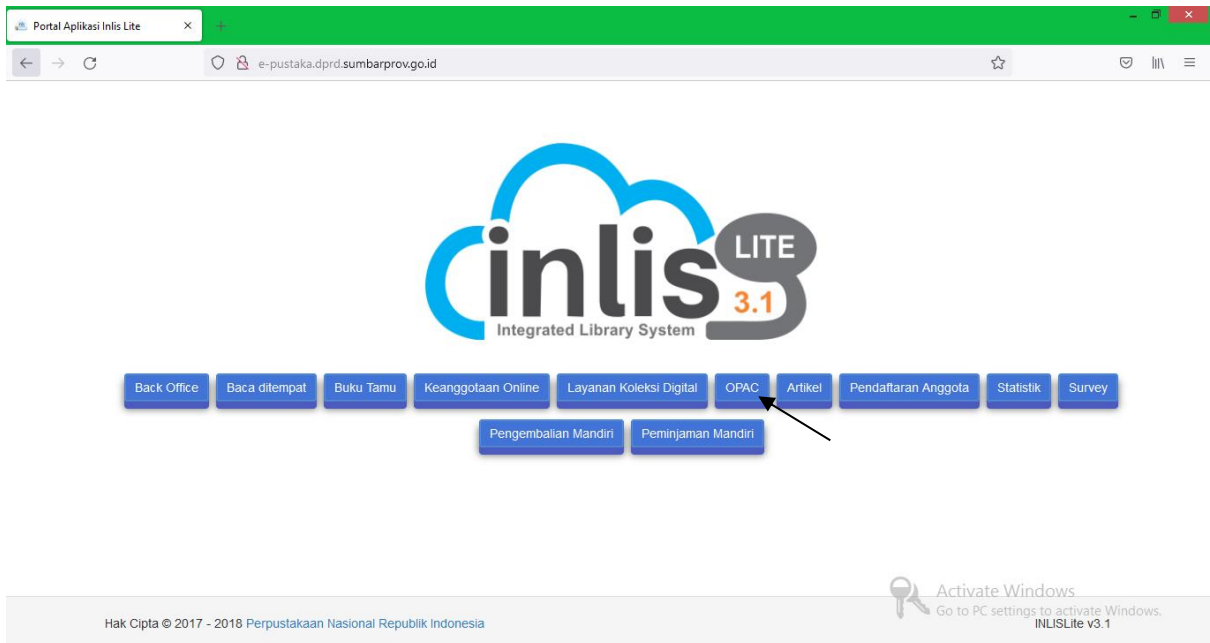 Portal Aplikasi Inlis Lite
e-pustaka.dprd.sumbarprov.go.id
inlis LITE
3.1
Integrated Library System
Back Office Baca ditempat Buku Tamu Keanggotaan Online Layanan Koleksi Digital OPAC Artikel Pendaftaran Anggota Statistik Survey
Pengembalian Mandiri Peminjaman Mandiri
Activate Windows
Go to PC settings to activate Windows.
Hak Cipta © 2017 - 2018 Perpustakaan Nasional Republik Indonesia INLISLite v3.1